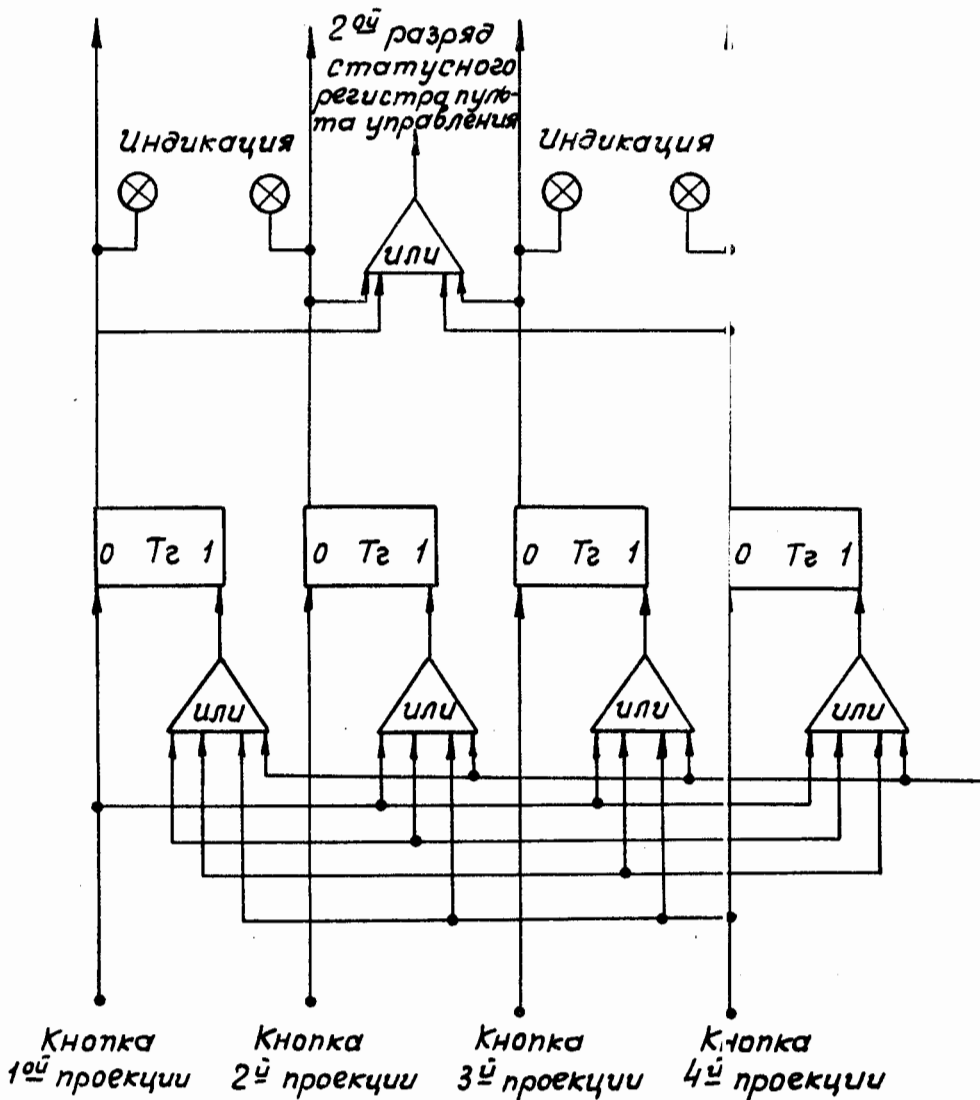 2ой разряд
статусного
регистра пуль-
та управления
Индикация
Индикация
или
0 Тг 1
0 Тг 1
0 Тг 1
0 Тг 1
или
или
или
или
Кнопка
1ой проекции
Кнопка
2й проекции
Кнопка
3й проекции
Кнопка
4й проекции